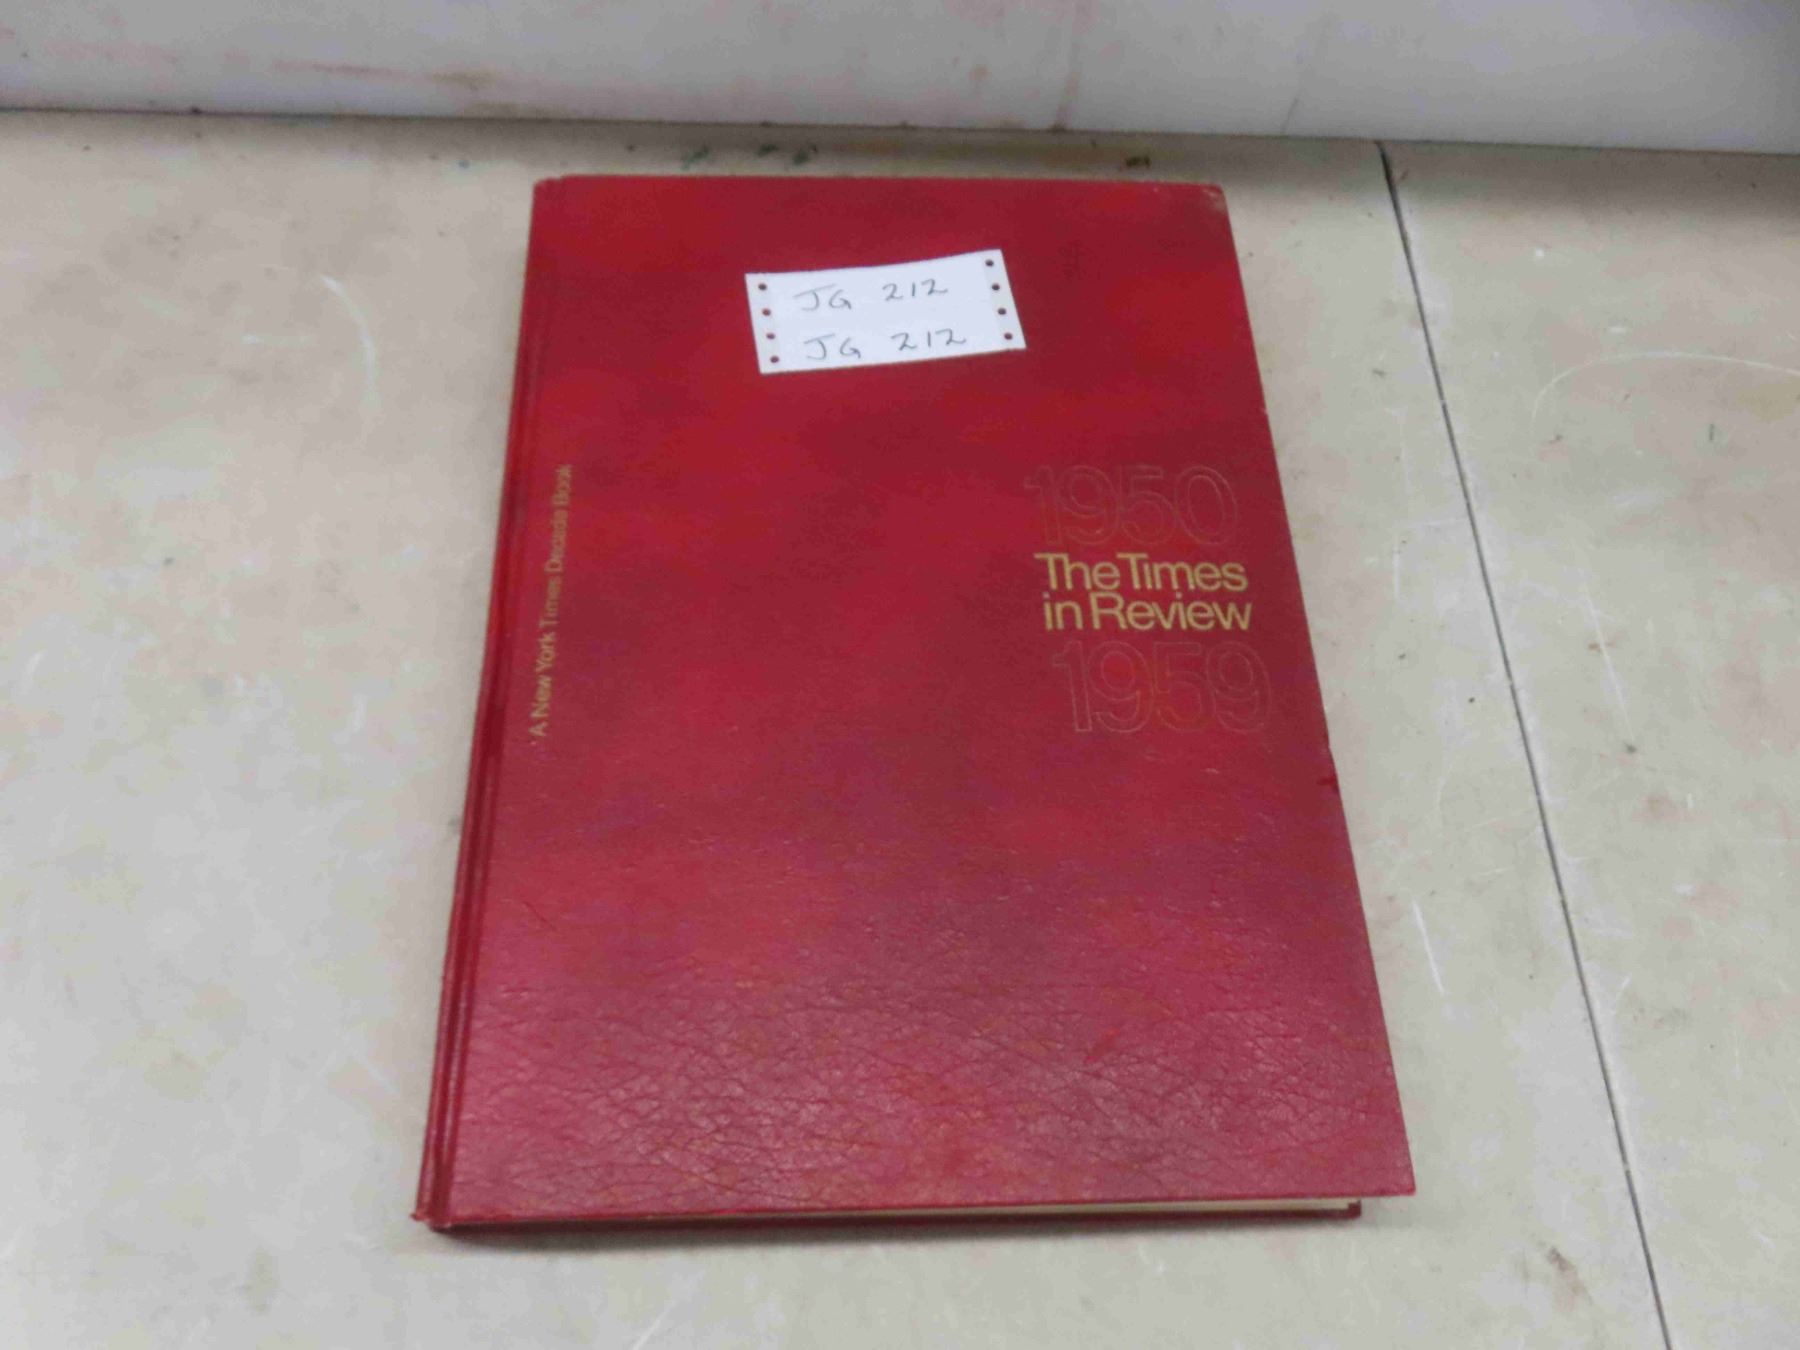 JG 212
JG 212
A New York Times Decade Book
1950
The Times
in Review
1959